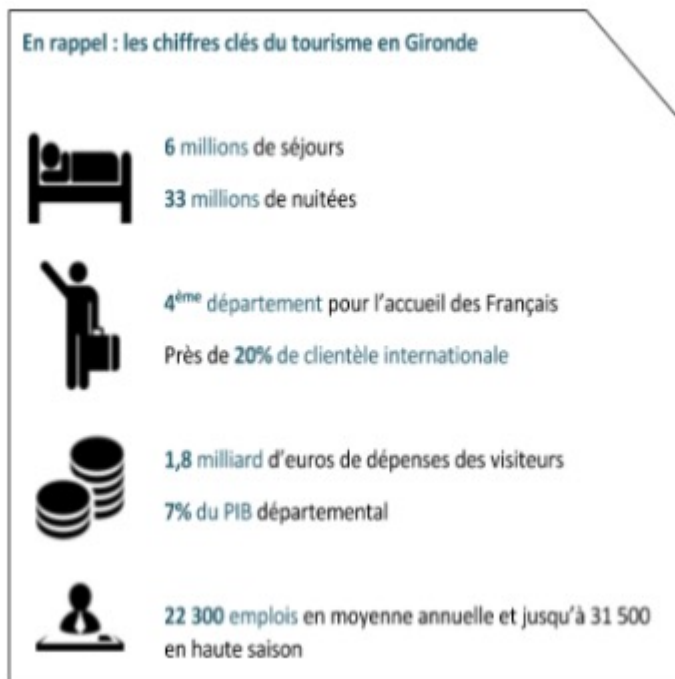 En rappel : les chiffres clés du tourisme en Gironde
6 millions de séjours
33 millions de nuitées
4ème département pour l'accueil des Français
Près de 20% de clientèle internationale
1,8 milliard d'euros de dépenses des visiteurs
7% du PIB départemental
22 300 emplois en moyenne annuelle et jusqu'à 31 500
en haute saison